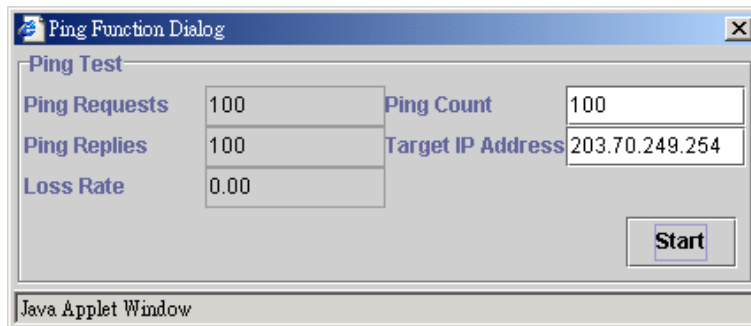 Ping Function Dialog
Ping Test
Ping Requests 100 Ping Count 100
Ping Replies 100 Target IP Address 203.70.249.254
Loss Rate 0.00
Start
Java Applet Window